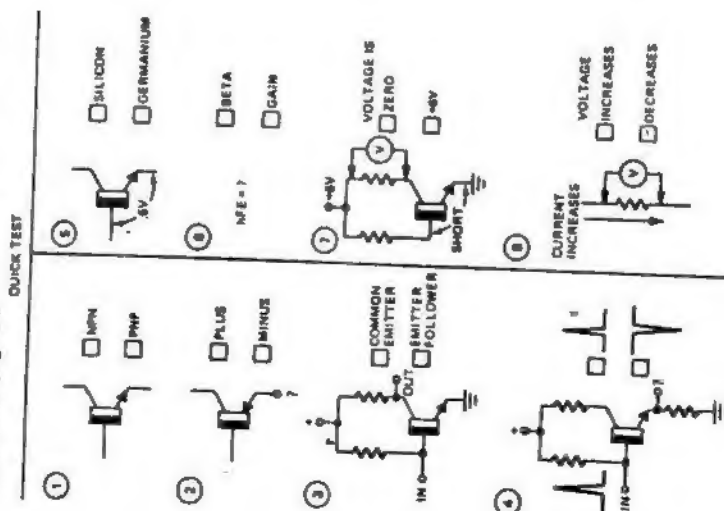 QUICK TEST
1
NPN
PNP
2
PLUS
MINUS
?
3
+
COMMON
EMITTER
OUT
EMITTER
FOLLOWER
IN
4
+
?
IN
5
.6V
SILICON
GERMANIUM
6
hFE = ?
BETA
GAIN
7
+6V
V
SHORT
VOLTAGE IS
ZERO
+6V
8
CURRENT
INCREASES
V
VOLTAGE
INCREASES
DECREASES